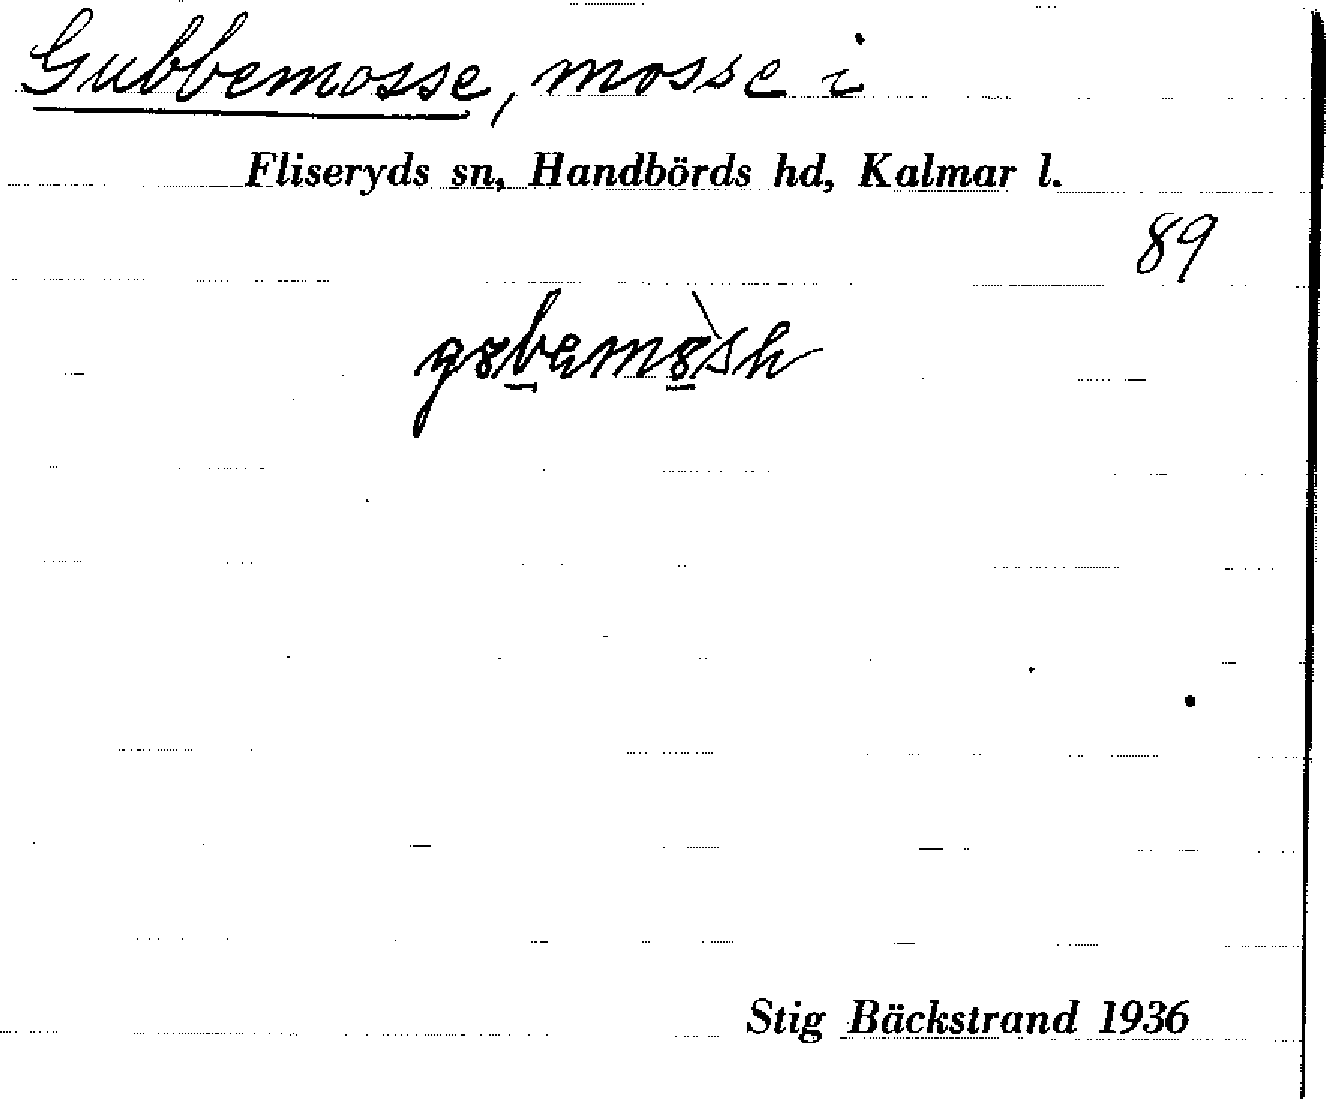 Gubbemosse, mosse i
Fliseryds sn, Handbörds hd, Kalmar l.
89
Stig Bäckstrand 1936